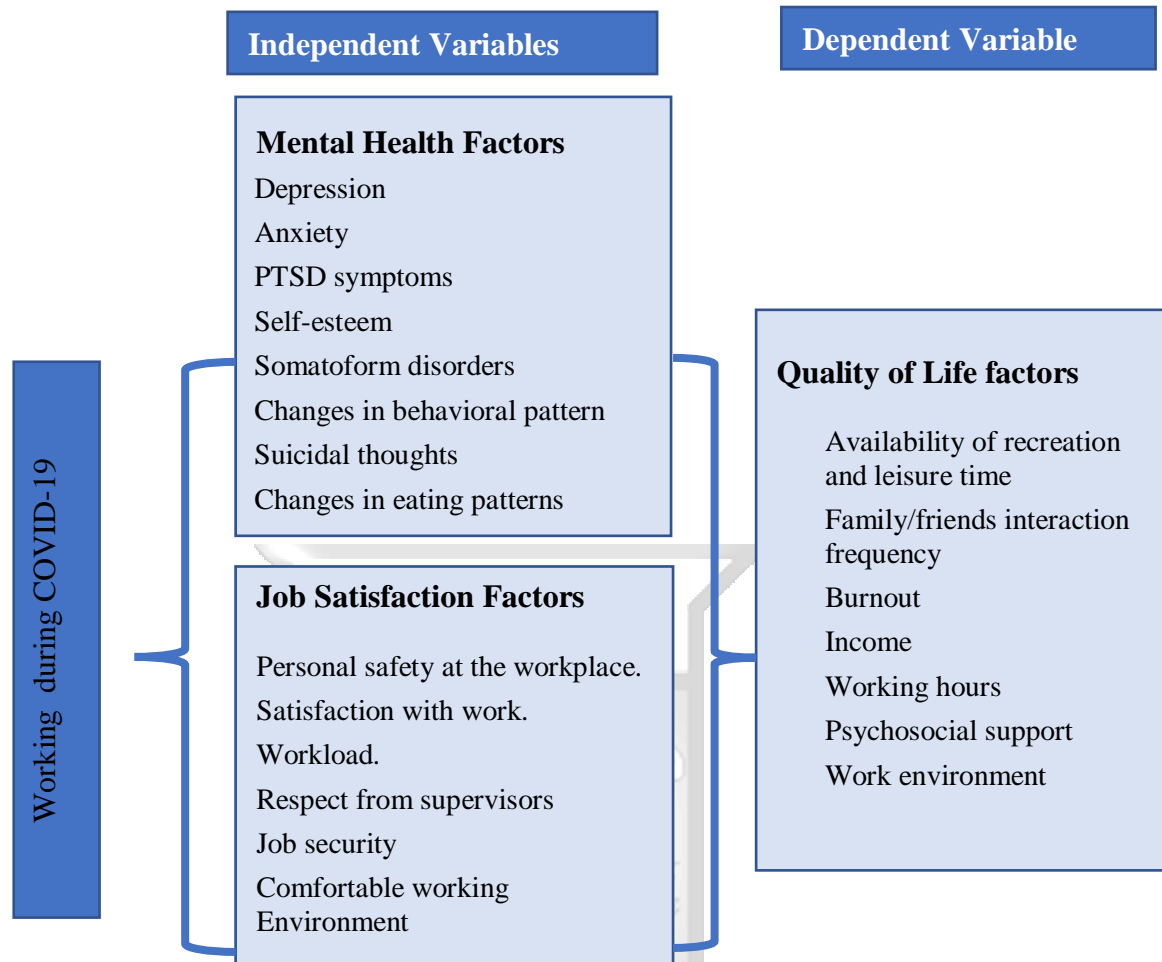 Independent Variables
Dependent Variable
Mental Health Factors
Depression
Anxiety
PTSD symptoms
Self-esteem
Somatoform disorders
Changes in behavioral pattern
Suicidal thoughts
Changes in eating patterns
Working during COVID-19
Job Satisfaction Factors
Personal safety at the workplace.
Satisfaction with work.
Workload.
Respect from supervisors
Job security
Comfortable working
Environment
Quality of Life factors
Availability of recreation
and leisure time
Family/friends interaction
frequency
Burnout
Income
Working hours
Psychosocial support
Work environment